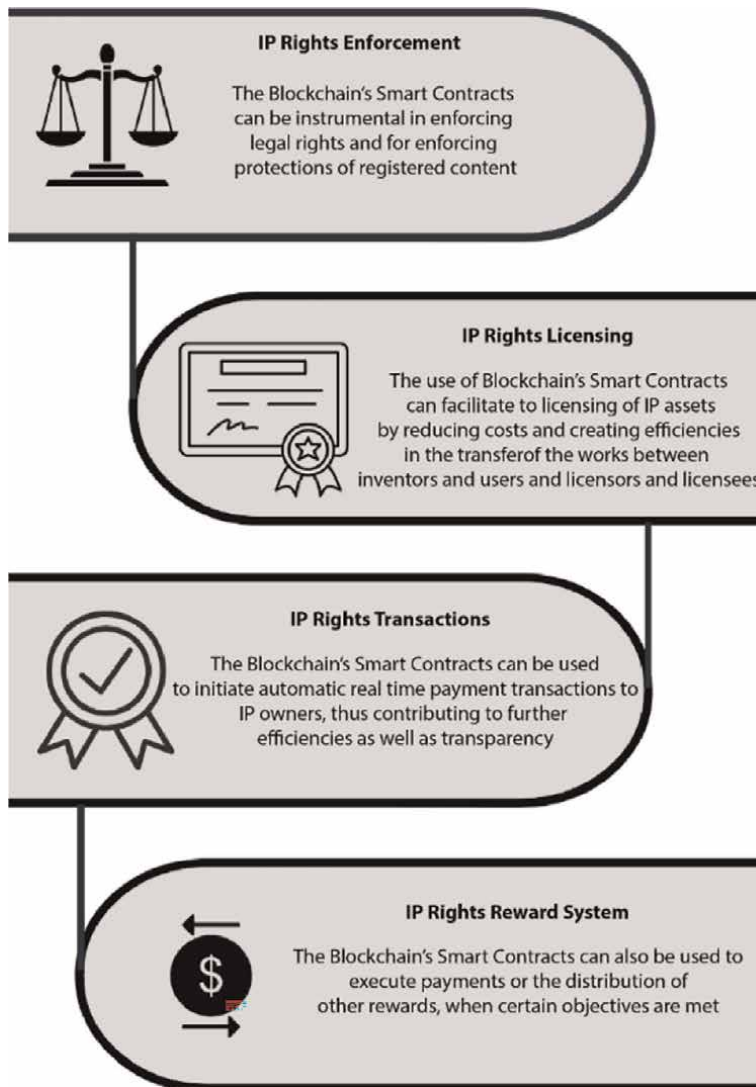 IP Rights Enforcement
The Blockchain's Smart Contracts
can be instrumental in enforcing
legal rights and for enforcing
protections of registered content
IP Rights Licensing
The use of Blockchain's Smart Contracts
can facilitate to licensing of IP assets
by reducing costs and creating efficiencies
in the transferof the works between
inventors and users and licensors and licensees
IP Rights Transactions
The Blockchain's Smart Contracts can be used
to initiate automatic real time payment transactions to
IP owners, thus contributing to further
efficiencies as well as transparency
IP Rights Reward System
The Blockchain's Smart Contracts can also be used to
execute payments or the distribution of
other rewards, when certain objectives are met
$